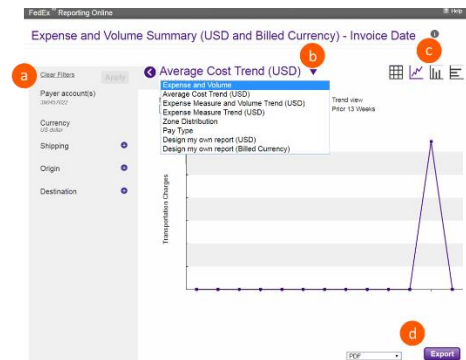 FedEx® Reporting Online
Help
Expense and Volume Summary (USD and Billed Currency) - Invoice Date
i
a
b
c
Clear Filters
Apply
Average Cost Trend (USD)
Payer account(s)
Currency
US dollar
Shipping
Origin
Destination
Expense and Volume
Average Cost Trend (USD)
Expense Measure and Volume Trend (USD)
Expense Measure Trend (USD)
Zone Distribution
Pay Type
Design my own report (USD)
Design my own report (Billed Currency)
Trend view
Prior 13 Weeks
Transportation Charges
d
PDF
Export